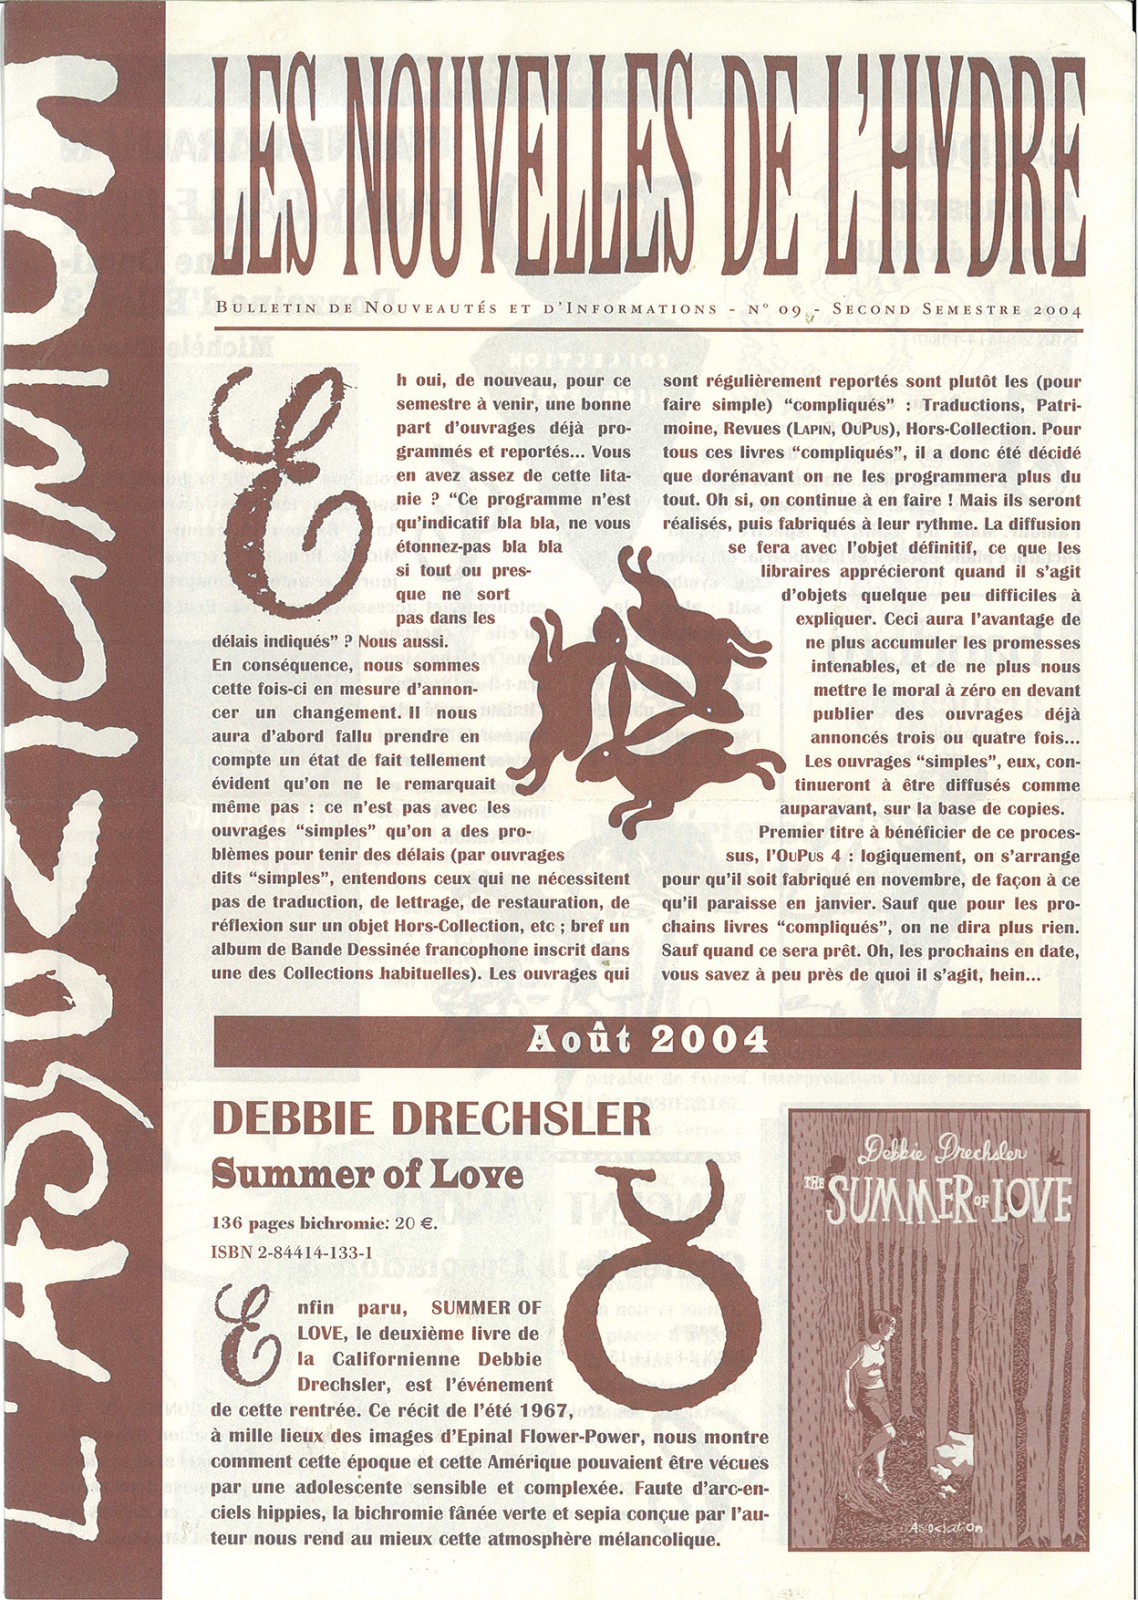 L'ASSOCIATION
LES NOUVELLES DE L'HYDRE
Bulletin de Nouveautés et d'Informations - N° 09 - Second Semestre 2004
Eh oui, de nouveau, pour ce
semestre à venir, une bonne
part d'ouvrages déjà pro-
grammés et reportés... Vous
en avez assez de cette lita-
nie ? “Ce programme n'est
qu'indicatif bla bla, ne vous
étonnez-pas bla bla
si tout ou pres-
que ne sort
pas dans les
délais indiqués” ? Nous aussi.
En conséquence, nous sommes
cette fois-ci en mesure d'annon-
cer un changement. Il nous
aura d'abord fallu prendre en
compte un état de fait tellement
évident qu'on ne le remarquait
même pas : ce n'est pas avec les
ouvrages “simples” qu'on a des pro-
blèmes pour tenir des délais (par ouvrages
dits “simples”, entendons ceux qui ne nécessitent
pas de traduction, de lettrage, de restauration, de
réflexion sur un objet Hors-Collection, etc ; bref un
album de Bande Dessinée francophone inscrit dans
une des Collections habituelles). Les ouvrages qui
sont régulièrement reportés sont plutôt les (pour
faire simple) “compliqués” : Traductions, Patri-
moine, Revues (LAPIN, OUPUS), Hors-Collection. Pour
tous ces livres “compliqués”, il a donc été décidé
que dorénavant on ne les programmera plus du
tout. Oh si, on continue à en faire ! Mais ils seront
réalisés, puis fabriqués à leur rythme. La diffusion
se fera avec l'objet définitif, ce que les
libraires apprécieront quand il s'agit
d'objets quelque peu difficiles à
expliquer. Ceci aura l'avantage de
ne plus accumuler les promesses
intenables, et de ne plus nous
mettre le moral à zéro en devant
publier des ouvrages déjà
annoncés trois ou quatre fois...
Les ouvrages “simples”, eux, con-
tinueront à être diffusés comme
auparavant, sur la base de copies.
Premier titre à bénéficier de ce proces-
sus, l'OUPUS 4 : logiquement, on s'arrange
pour qu'il soit fabriqué en novembre, de façon à ce
qu'il paraisse en janvier. Sauf que pour les pro-
chains livres “compliqués”, on ne dira plus rien.
Sauf quand ce sera prêt. Oh, les prochains en date,
vous savez à peu près de quoi il s'agit, hein...
Août 2004
DEBBIE DRECHSLER
Summer of Love
136 pages bichromie: 20 €.
ISBN 2-84414-133-1
Enfin paru, SUMMER OF
LOVE, le deuxième livre de
la Californienne Debbie
Drechsler, est l'événement
de cette rentrée. Ce récit de l'été 1967,
à mille lieux des images d'Epinal Flower-Power, nous montre
comment cette époque et cette Amérique pouvaient être vécues
par une adolescente sensible et complexée. Faute d'arc-en-
ciels hippies, la bichromie fânée verte et sepia conçue par l'au-
teur nous rend au mieux cette atmosphère mélancolique.
Debbie Drechsler
THE SUMMER OF LOVE
Association